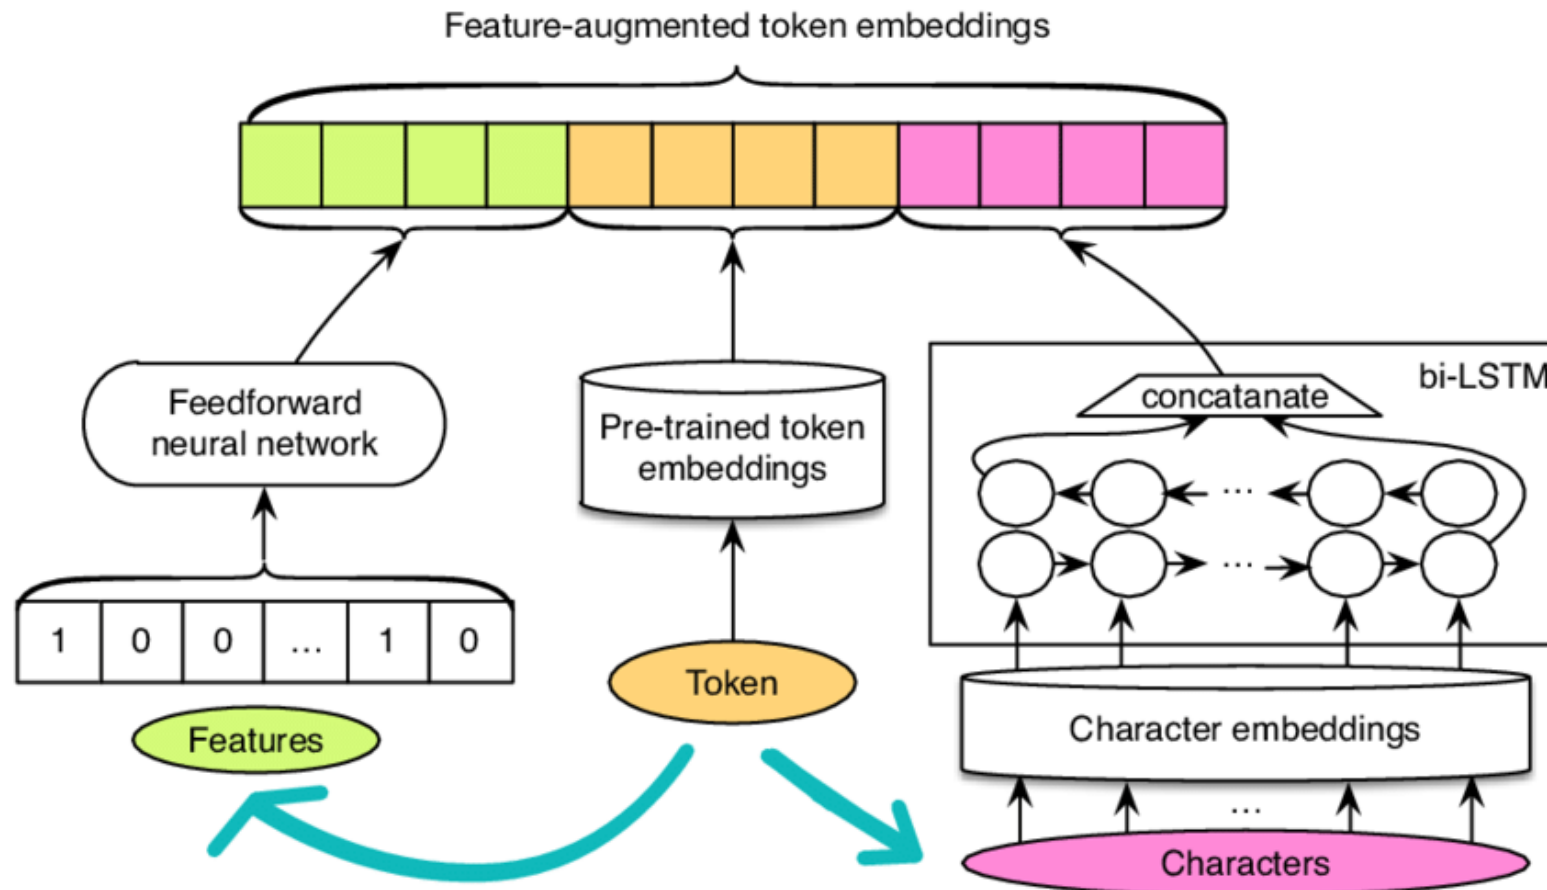 Feature-augmented token embeddings
Feedforward
neural network
Pre-trained token
embeddings
bi-LSTM
concatanate
...
...
1 0 0 ... 1 0
Token
Features
Character embeddings
...
Characters